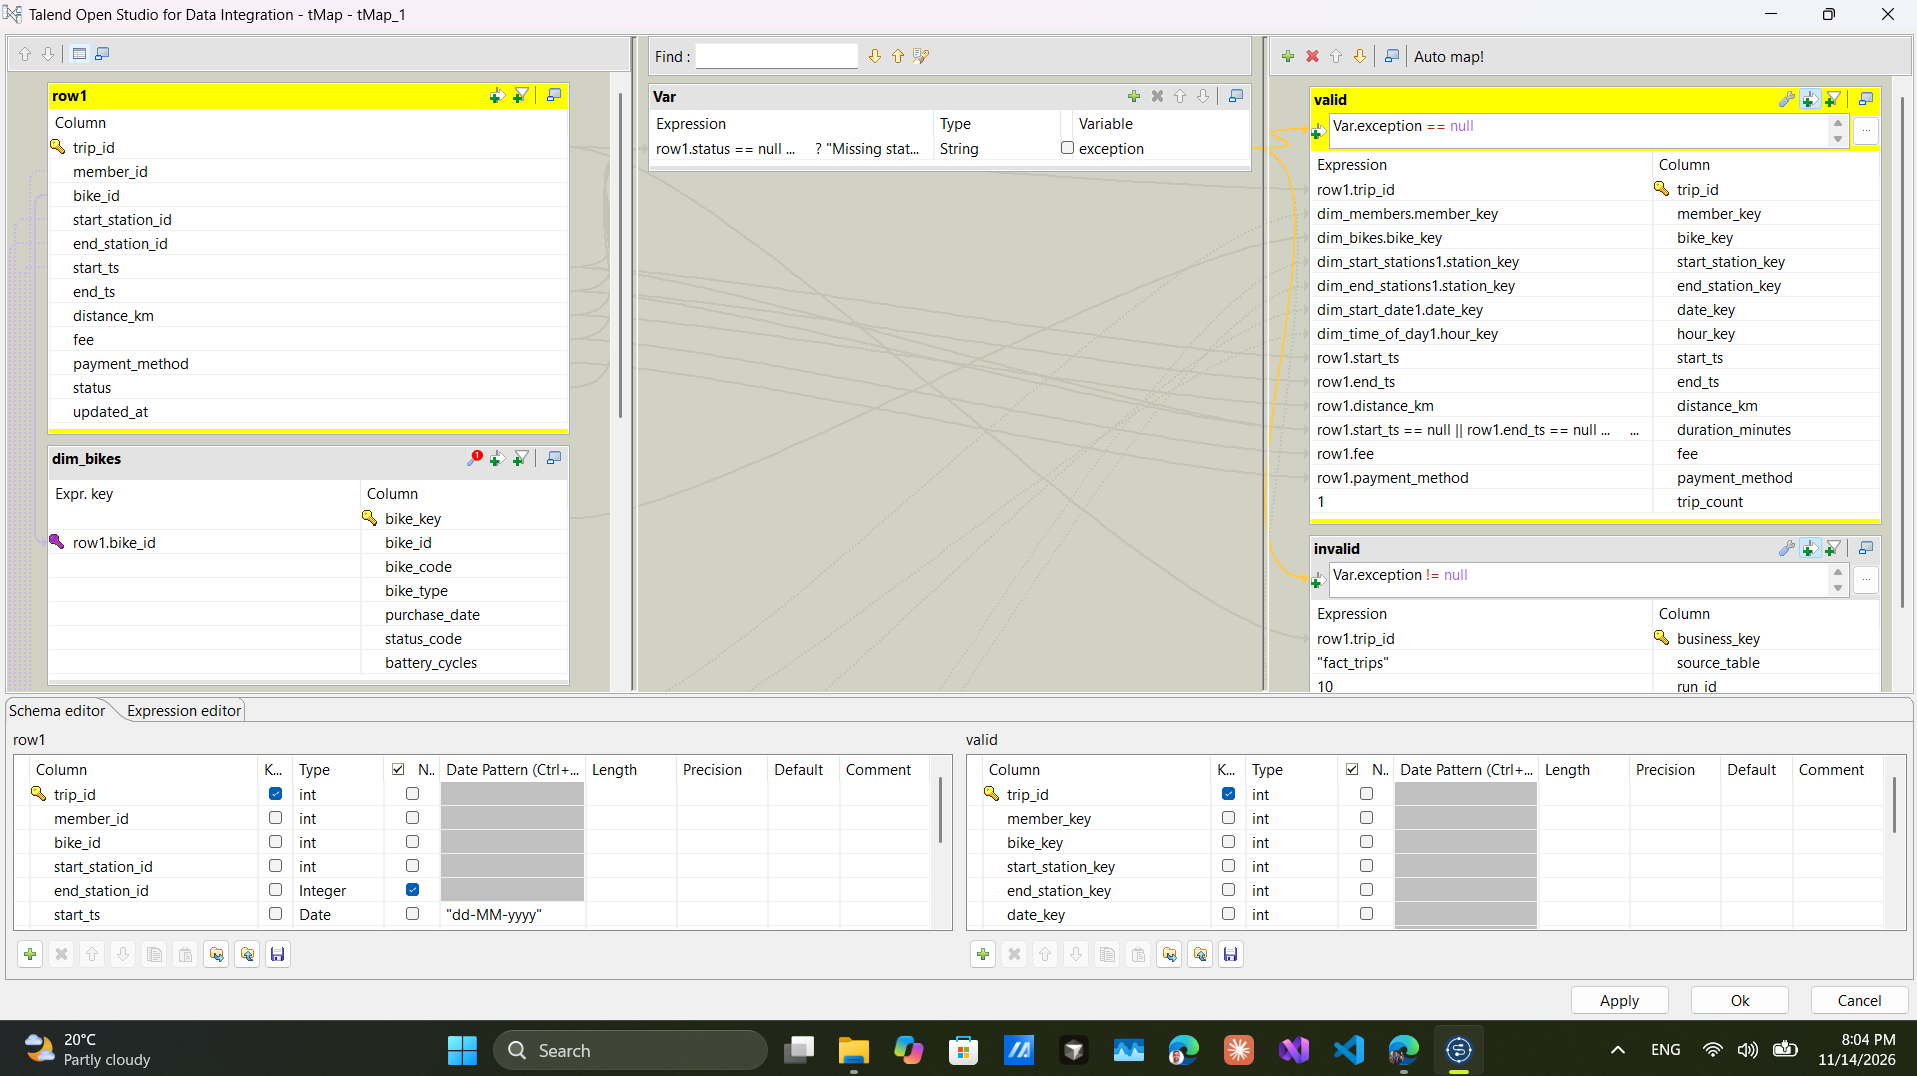 Talend Open Studio for Data Integration - tMap - tMap_1
row1
Column
trip_id
member_id
bike_id
start_station_id
end_station_id
start_ts
end_ts
distance_km
fee
payment_method
status
updated_at
dim_bikes
1
Expr. key Column
bike_key
row1.bike_id bike_id
bike_code
bike_type
purchase_date
status_code
battery_cycles
Find :
Var
Expression Type Variable
row1.status == null ... ? "Missing stat... String exception
Auto map!
valid
Var.exception == null
...
Expression Column
row1.trip_id trip_id
dim_members.member_key member_key
dim_bikes.bike_key bike_key
dim_start_stations1.station_key start_station_key
dim_end_stations1.station_key end_station_key
dim_start_date1.date_key date_key
dim_time_of_day1.hour_key hour_key
row1.start_ts start_ts
row1.end_ts end_ts
row1.distance_km distance_km
row1.start_ts == null || row1.end_ts == null ... ... duration_minutes
row1.fee fee
row1.payment_method payment_method
1 trip_count
invalid
Var.exception != null
...
Expression Column
row1.trip_id business_key
"fact_trips" source_table
10 run_id
Schema editor Expression editor
row1
Column K... Type N.. Date Pattern (Ctrl+... Length Precision Default Comment
trip_id int
member_id int
bike_id int
start_station_id int
end_station_id Integer
start_ts Date "dd-MM-yyyy"
valid
Column K... Type N.. Date Pattern (Ctrl+... Length Precision Default Comment
trip_id int
member_key int
bike_key int
start_station_key int
end_station_key int
date_key int
Apply Ok Cancel
20°C
Partly cloudy
Search
ENG
8:04 PM
11/14/2026